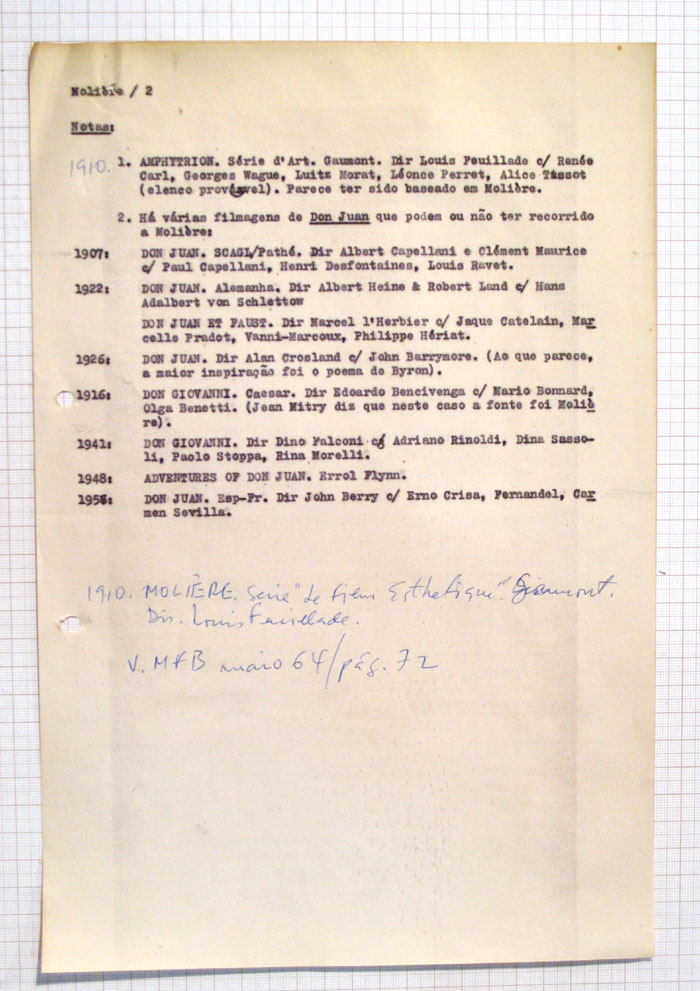 Molière / 2
Notas:
1910. 1. AMPHYTRION. Série d'Art. Gaumont. Dir Louis Feuillade c/ Renée
Carl, Georges Wague, Luitz Morat, Léonce Perret, Alice Tissot
(elenco provável). Parece ter sido baseado em Molière.
2. Há várias filmagens de Don Juan que podem ou não ter recorrido
a Molière:
1907: DON JUAN. SCAGL/Pathé. Dir Albert Capellani e Clément Maurice
c/ Paul Capellani, Henri Desfontaines, Louis Ravet.
1922: DON JUAN. Alemanha. Dir Albert Heine & Robert Land c/ Hans
Adalbert von Schlettow
DON JUAN ET FAUST. Dir Marcel l'Herbier c/ Jaque Catelain, Mar
celle Pradot, Vanni-Marcoux, Philippe Hériat.
1926: DON JUAN. Dir Alan Crosland c/ John Barrymore. (Ao que parece,
a maior inspiração foi o poema de Byron).
1916: DON GIOVANNI. Caesar. Dir Edoardo Bencivenga c/ Mario Bonnard,
Olga Benetti. (Jean Mitry diz que neste caso a fonte foi Moliè
re).
1941: DON GIOVANNI. Dir Dino Falconi c/ Adriano Rinoldi, Dina Sasso-
li, Paolo Stoppa, Rina Morelli.
1948: ADVENTURES OF DON JUAN. Errol Flynn.
1956: DON JUAN. Esp-Fr. Dir John Berry c/ Erno Crisa, Fernandel, Car
men Sevilla.
1910. MOLIÈRE. Serie "Le Film Esthetique". Gaumont.
Dir. Louis Feuillade.
V. MFB maio 64/pág. 72